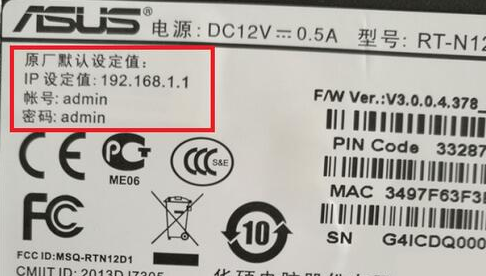 ASUS 电源: DC12V 0.5A 型号: RT-N12
原厂默认设定值:
IP 设定值: 192.168.1.1
帐号: admin
密码: admin
F/W Ver.:V3.0.0.4.378_
PIN Code 33287
ME06
S&E
MAC 3497F63F3
10
FCC ID:MSQ-RTN12D1
SN G4ICDQ000
CMIIT ID: 2013DJ7305